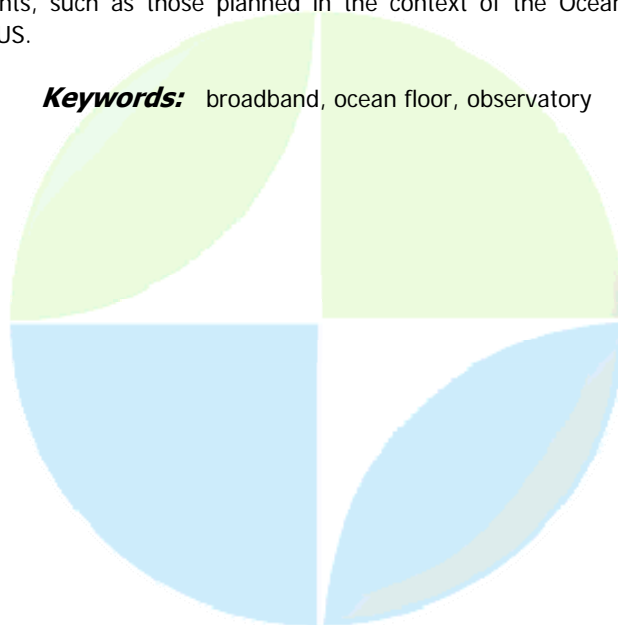 nts, such as those planned in the context of the Ocean
US.
Keywords: broadband, ocean floor, observatory